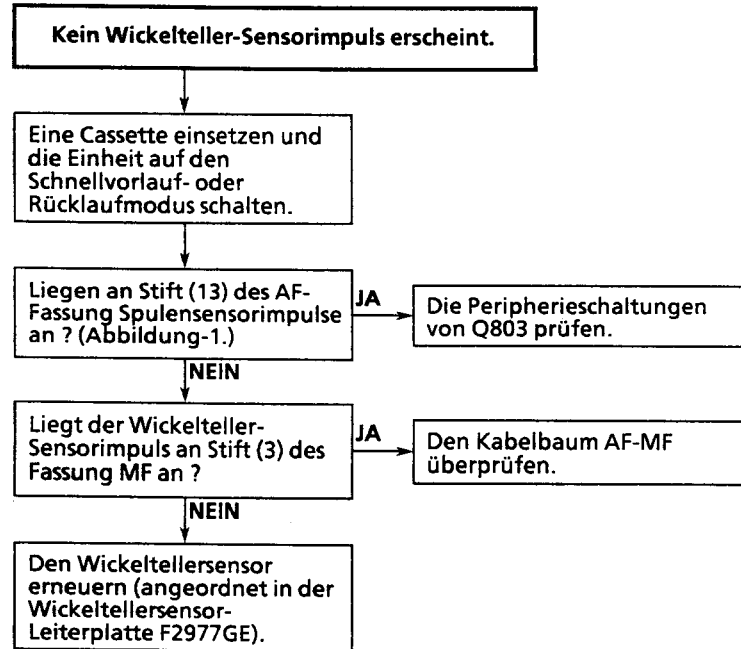 Kein Wickelteller-Sensorimpuls erscheint.
Eine Cassette einsetzen und
die Einheit auf den
Schnellvorlauf- oder
Rücklaufmodus schalten.
Liegen an Stift (13) des AF-
Fassung Spulensensorimpulse
an ? (Abbildung-1.)
JA
Die Peripherieschaltungen
von Q803 prüfen.
NEIN
Liegt der Wickelteller-
Sensorimpuls an Stift (3) des
Fassung MF an ?
JA
Den Kabelbaum AF-MF
überprüfen.
NEIN
Den Wickeltellersensor
erneuern (angeordnet in der
Wickeltellersensor-
Leiterplatte F2977GE).